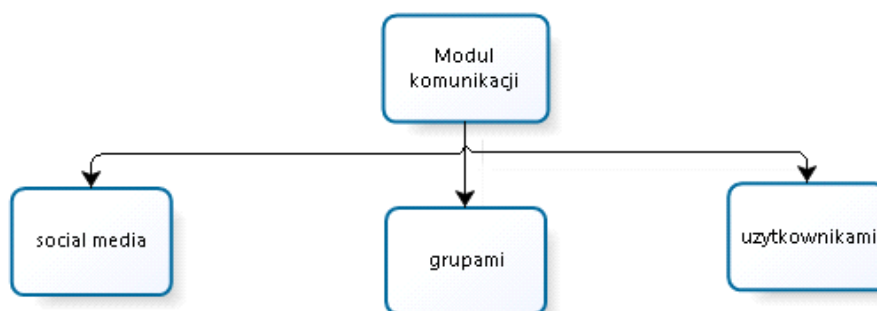 Modul
komunikacji
social media
grupami
uzytkownikami